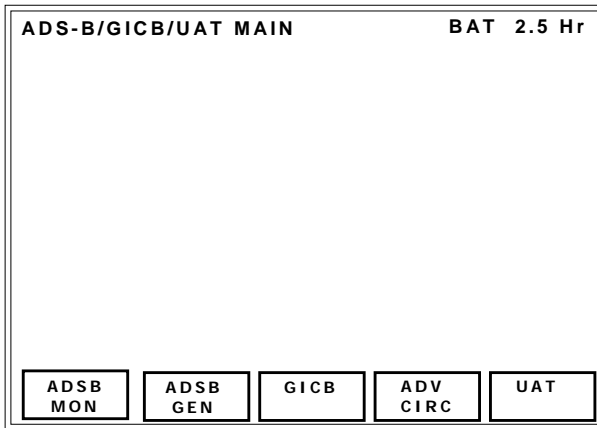 ADS-B/GICB/UAT MAIN BAT 2.5 Hr
ADSB MON
ADSB GEN
GICB
ADV CIRC
UAT